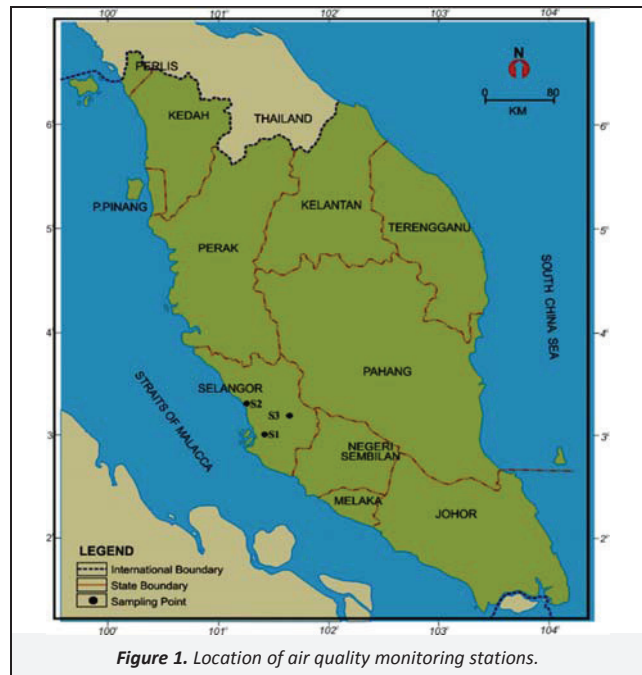 100' 101' 102' 103' 104'
PERLIS
N
0 80
KM
KEDAH
THAILAND
6' 6'
P.PINANG
KELANTAN
TERENGGANU
5' 5'
PERAK
SOUTH CHINA SEA
4' 4'
PAHANG
STRAITS OF MALACCA
SELANGOR
S2
S3
S1
3' 3'
NEGERI
SEMBILAN
MELAKA
JOHOR
2' 2'
LEGEND
International Boundary
State Boundary
Sampling Point
100' 101' 102' 103' 104'
Figure 1. Location of air quality monitoring stations.